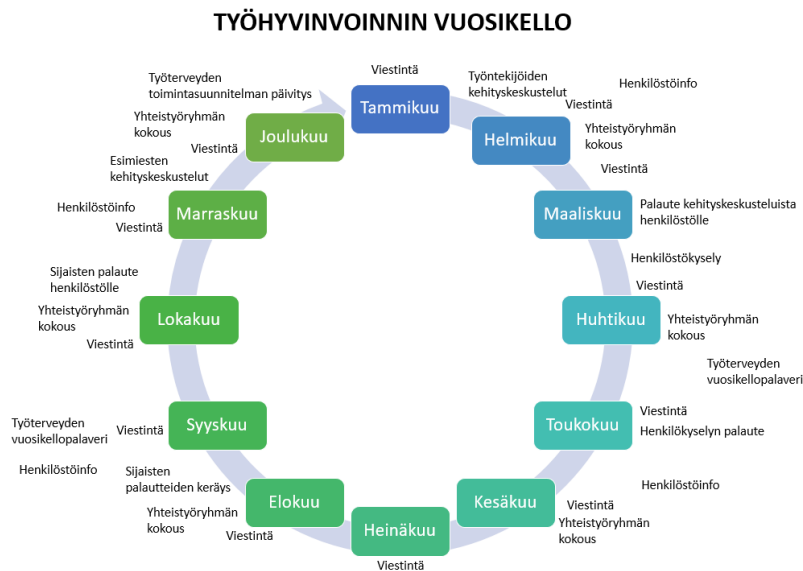 TYÖHYVINVOINNIN VUOSIKELLO
Viestintä
Tammikuu
Työntekijöiden
kehityskeskustelut
Henkilöstöinfo
Viestintä
Helmikuu
Yhteistyöryhmän
kokous
Viestintä
Maaliskuu
Palaute kehityskeskusteluista
henkilöstölle
Henkilöstökysely
Viestintä
Huhtikuu
Yhteistyöryhmän
kokous
Työterveyden
vuosikellopalaveri
Viestintä
Toukokuu
Henkilökyselyn palaute
Henkilöstöinfo
Kesäkuu
Viestintä
Yhteistyöryhmän
kokous
Heinäkuu
Viestintä
Sijaisten
palautteiden keräys
Elokuu
Yhteistyöryhmän
kokous
Viestintä
Työterveyden
vuosikellopalaveri
Viestintä
Syyskuu
Henkilöstöinfo
Sijaisten palaute
henkilöstölle
Yhteistyöryhmän
kokous
Lokakuu
Viestintä
Esimiesten
kehityskeskustelut
Henkilöstöinfo
Marraskuu
Viestintä
Työterveyden
toimintasuunnitelman päivitys
Yhteistyöryhmän
kokous
Joulukuu
Viestintä